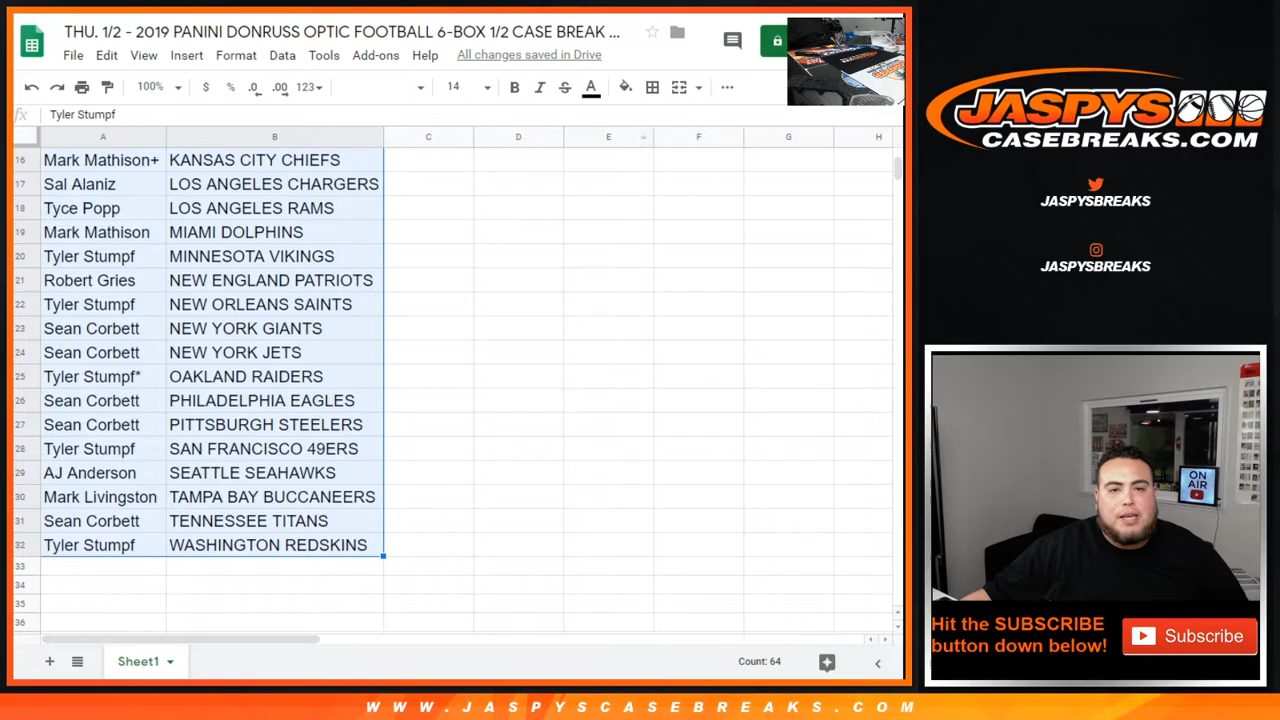 THU. 1/2 - 2019 PANINI DONRUSS OPTIC FOOTBALL 6-BOX 1/2 CASE BREAK ...
File Edit View Insert Format Data Tools Add-ons Help All changes saved in Drive
100% $ % .0 .00 123 14 B I S A ...
fx Tyler Stumpf
A B C D E F G H
16 Mark Mathison+ KANSAS CITY CHIEFS
17 Sal Alaniz LOS ANGELES CHARGERS
18 Tyce Popp LOS ANGELES RAMS
19 Mark Mathison MIAMI DOLPHINS
20 Tyler Stumpf MINNESOTA VIKINGS
21 Robert Gries NEW ENGLAND PATRIOTS
22 Tyler Stumpf NEW ORLEANS SAINTS
23 Sean Corbett NEW YORK GIANTS
24 Sean Corbett NEW YORK JETS
25 Tyler Stumpf* OAKLAND RAIDERS
26 Sean Corbett PHILADELPHIA EAGLES
27 Sean Corbett PITTSBURGH STEELERS
28 Tyler Stumpf SAN FRANCISCO 49ERS
29 AJ Anderson SEATTLE SEAHAWKS
30 Mark Livingston TAMPA BAY BUCCANEERS
31 Sean Corbett TENNESSEE TITANS
32 Tyler Stumpf WASHINGTON REDSKINS
33
34
35
36
Sheet1
Count: 64
JASPYS
CASEBREAKS.COM
JASPYSBREAKS
JASPYSBREAKS
ON AIR
Hit the SUBSCRIBE
button down below!
Subscribe
WWW.JASPYSCASEBREAKS.COM